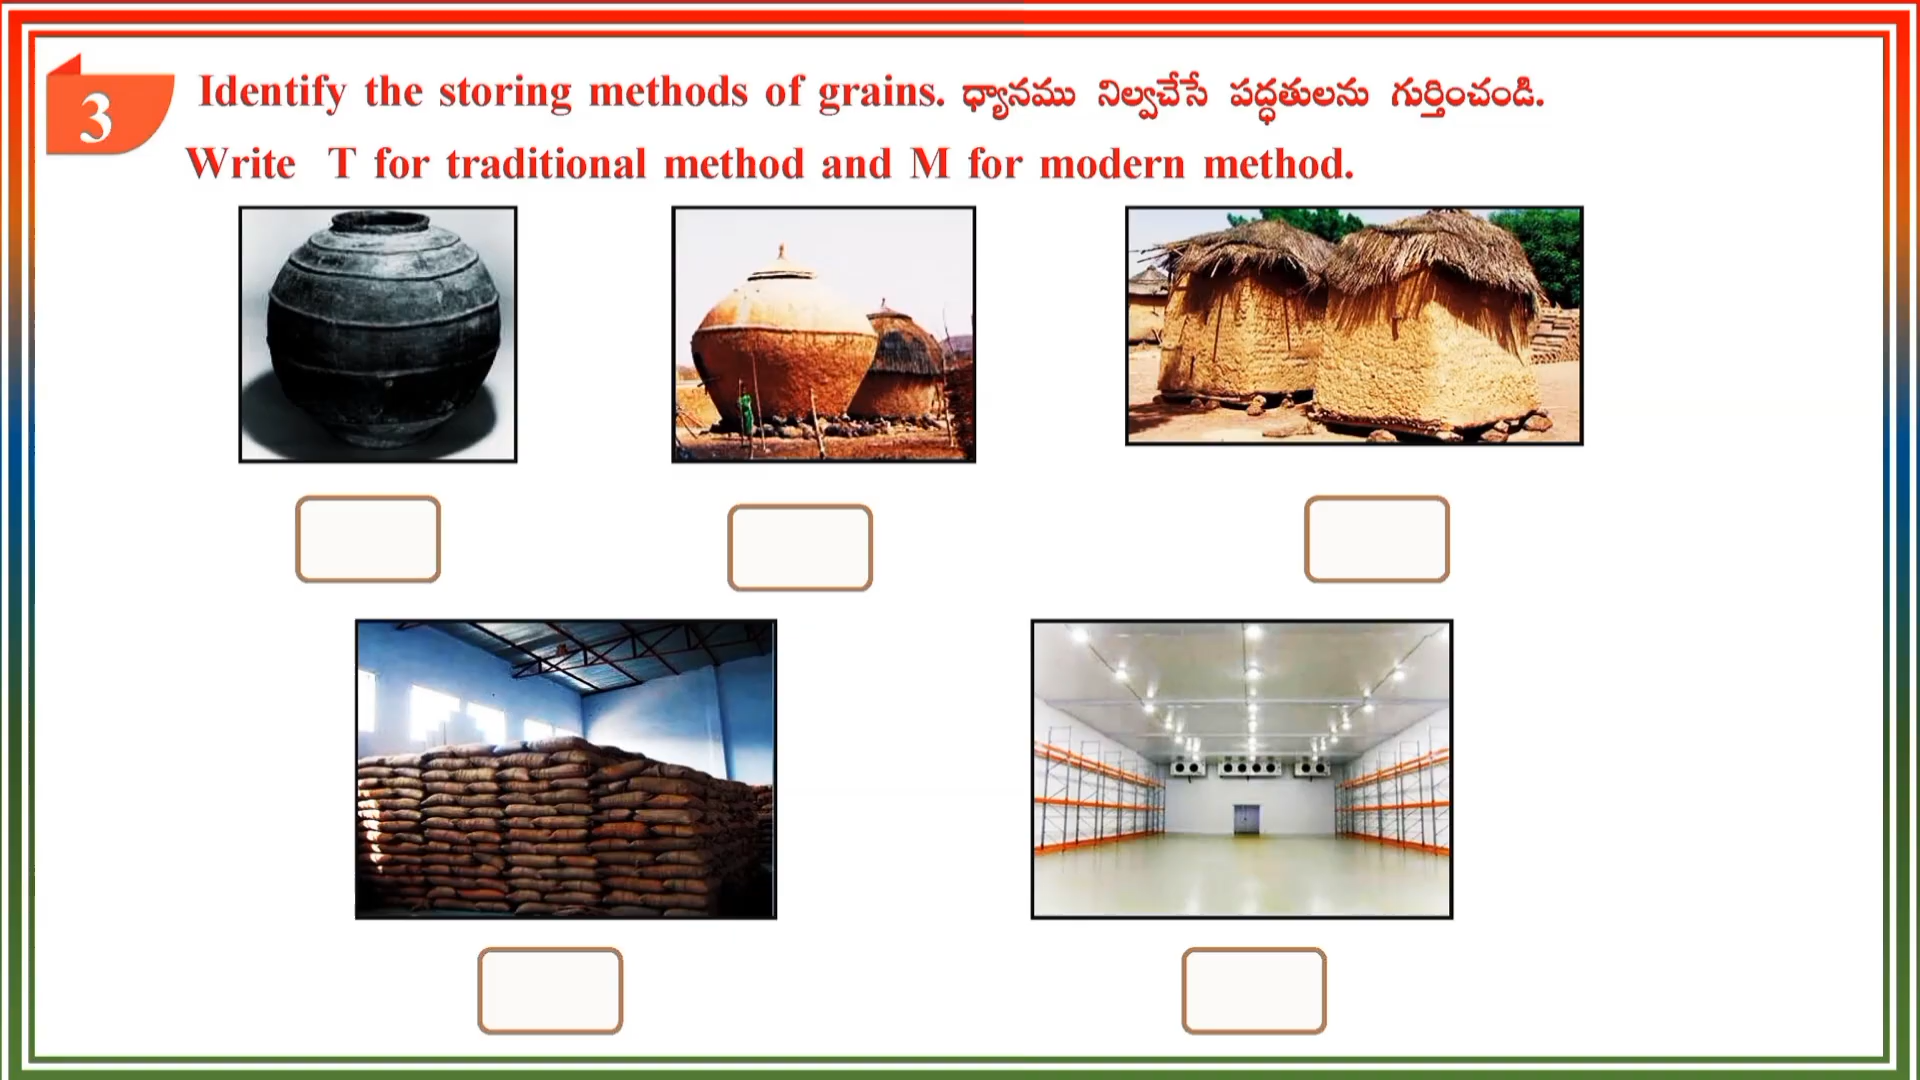 3
Identify the storing methods of grains. ధ్యానము నిల్వచేసే పద్ధతులను గుర్తించండి.
Write T for traditional method and M for modern method.